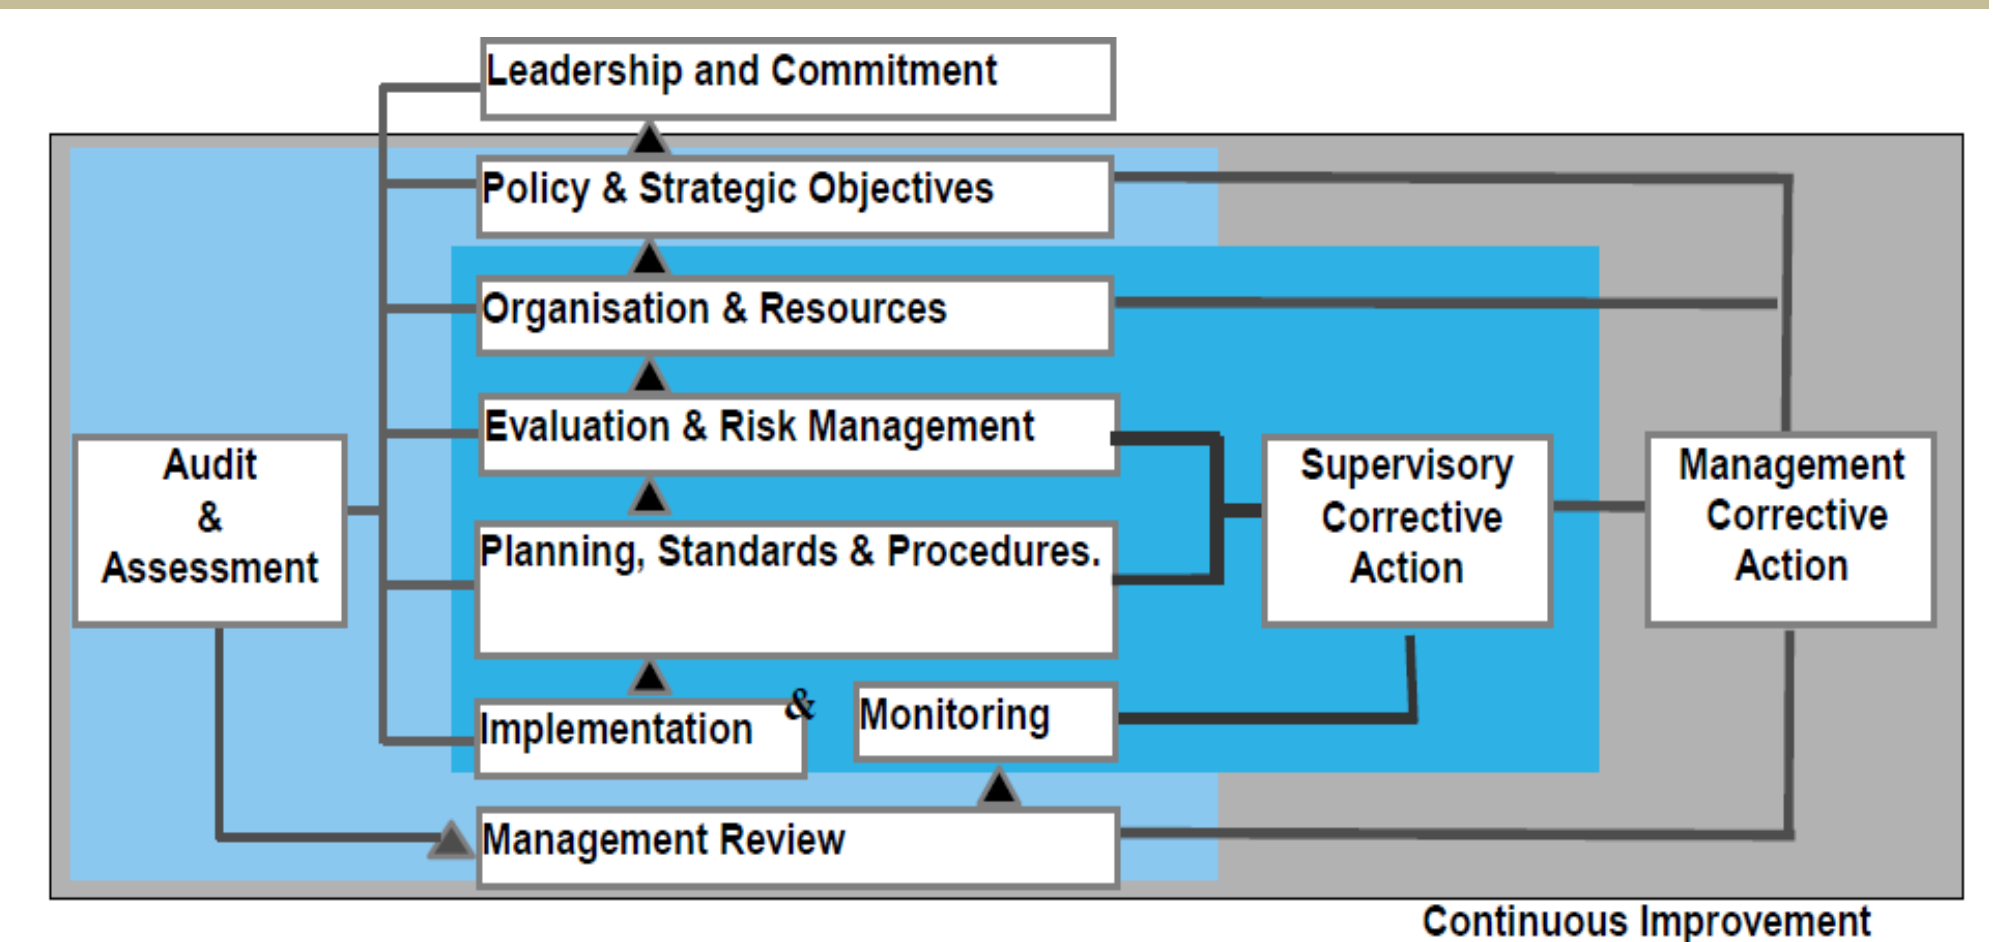 Leadership and Commitment
Policy & Strategic Objectives
Organisation & Resources
Evaluation & Risk Management
Audit
&
Assessment
Supervisory
Corrective
Action
Management
Corrective
Action
Planning, Standards & Procedures.
Implementation
&
Monitoring
Management Review
Continuous Improvement